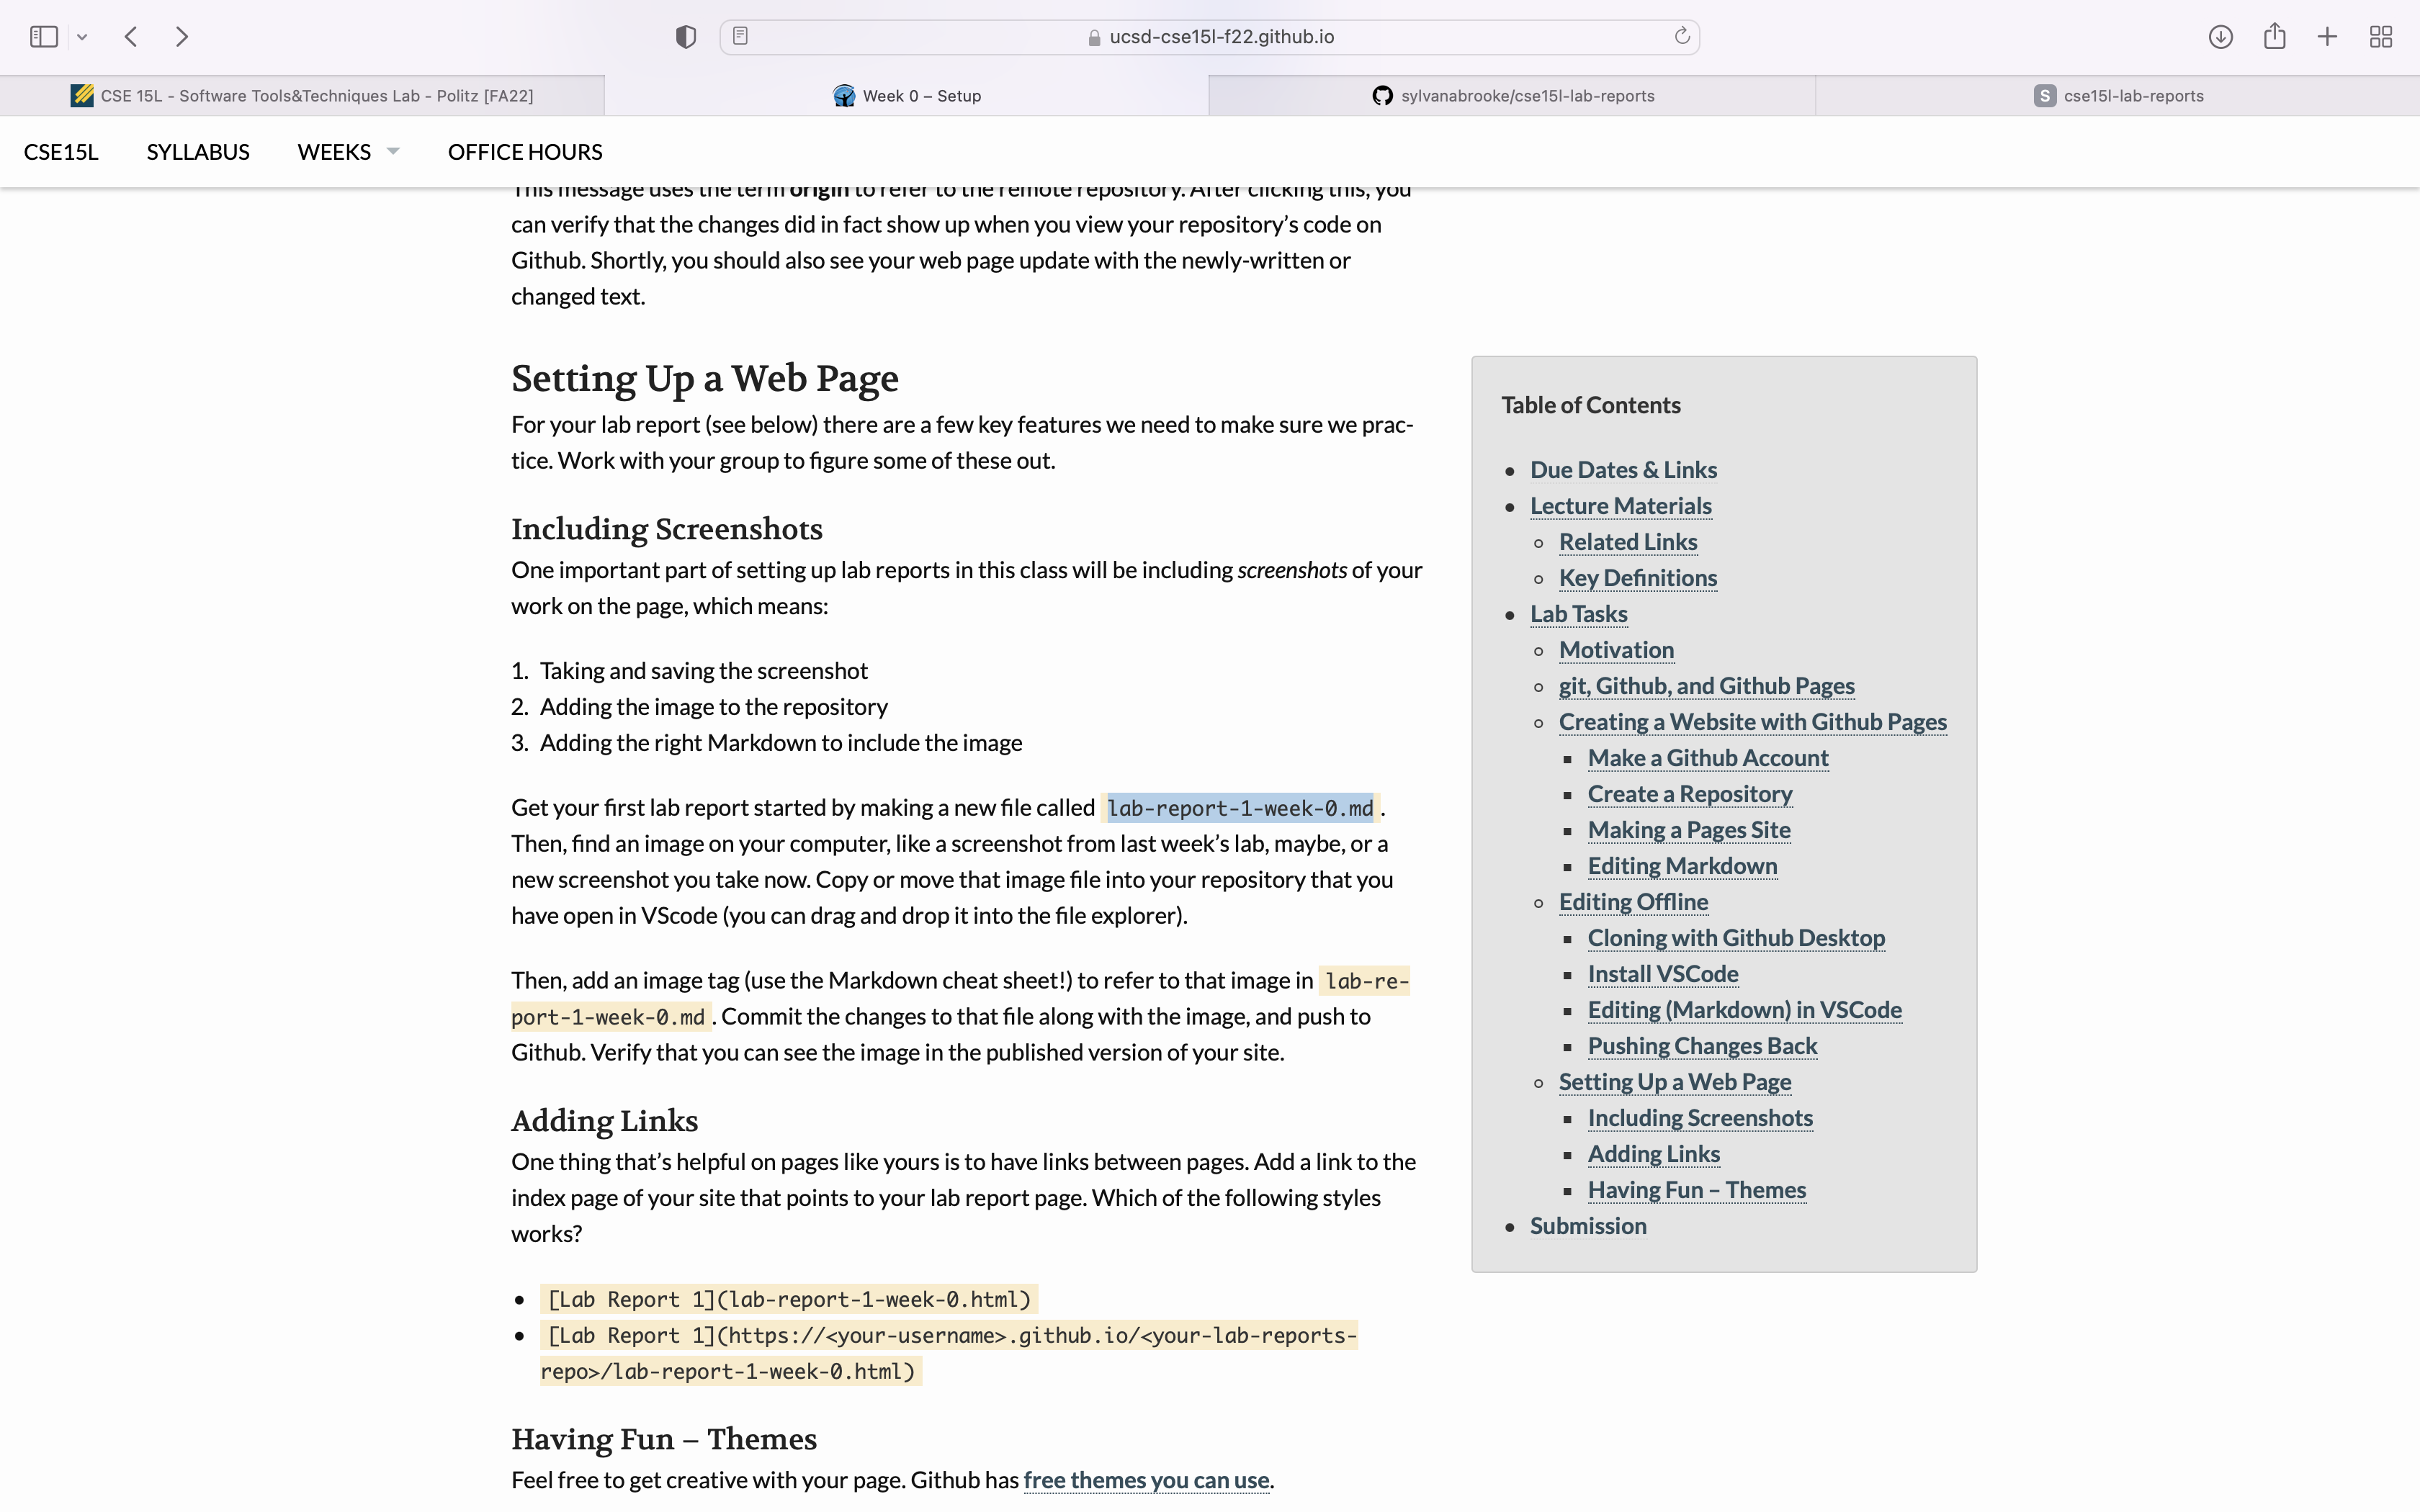 ucsd-cse15l-f22.github.io
CSE 15L - Software Tools&Techniques Lab - Politz [FA22]
Week 0 – Setup
sylvanabrooke/cse15l-lab-reports
S cse15l-lab-reports
CSE15L SYLLABUS WEEKS OFFICE HOURS
This message uses the term origin to refer to the remote repository. After clicking this, you
can verify that the changes did in fact show up when you view your repository’s code on
Github. Shortly, you should also see your web page update with the newly-written or
changed text.
Setting Up a Web Page
For your lab report (see below) there are a few key features we need to make sure we prac-
tice. Work with your group to figure some of these out.
Including Screenshots
One important part of setting up lab reports in this class will be including screenshots of your
work on the page, which means:
1. Taking and saving the screenshot
2. Adding the image to the repository
3. Adding the right Markdown to include the image
Get your first lab report started by making a new file called lab-report-1-week-0.md.
Then, find an image on your computer, like a screenshot from last week’s lab, maybe, or a
new screenshot you take now. Copy or move that image file into your repository that you
have open in VScode (you can drag and drop it into the file explorer).
Then, add an image tag (use the Markdown cheat sheet!) to refer to that image in lab-re-
port-1-week-0.md. Commit the changes to that file along with the image, and push to
Github. Verify that you can see the image in the published version of your site.
Adding Links
One thing that’s helpful on pages like yours is to have links between pages. Add a link to the
index page of your site that points to your lab report page. Which of the following styles
works?
• [Lab Report 1](lab-report-1-week-0.html)
• [Lab Report 1](https://<your-username>.github.io/<your-lab-reports-
repo>/lab-report-1-week-0.html)
Having Fun – Themes
Feel free to get creative with your page. Github has free themes you can use.
Table of Contents
• Due Dates & Links
• Lecture Materials
◦ Related Links
◦ Key Definitions
• Lab Tasks
◦ Motivation
◦ git, Github, and Github Pages
◦ Creating a Website with Github Pages
▪ Make a Github Account
▪ Create a Repository
▪ Making a Pages Site
▪ Editing Markdown
◦ Editing Offline
▪ Cloning with Github Desktop
▪ Install VSCode
▪ Editing (Markdown) in VSCode
▪ Pushing Changes Back
◦ Setting Up a Web Page
▪ Including Screenshots
▪ Adding Links
▪ Having Fun – Themes
• Submission